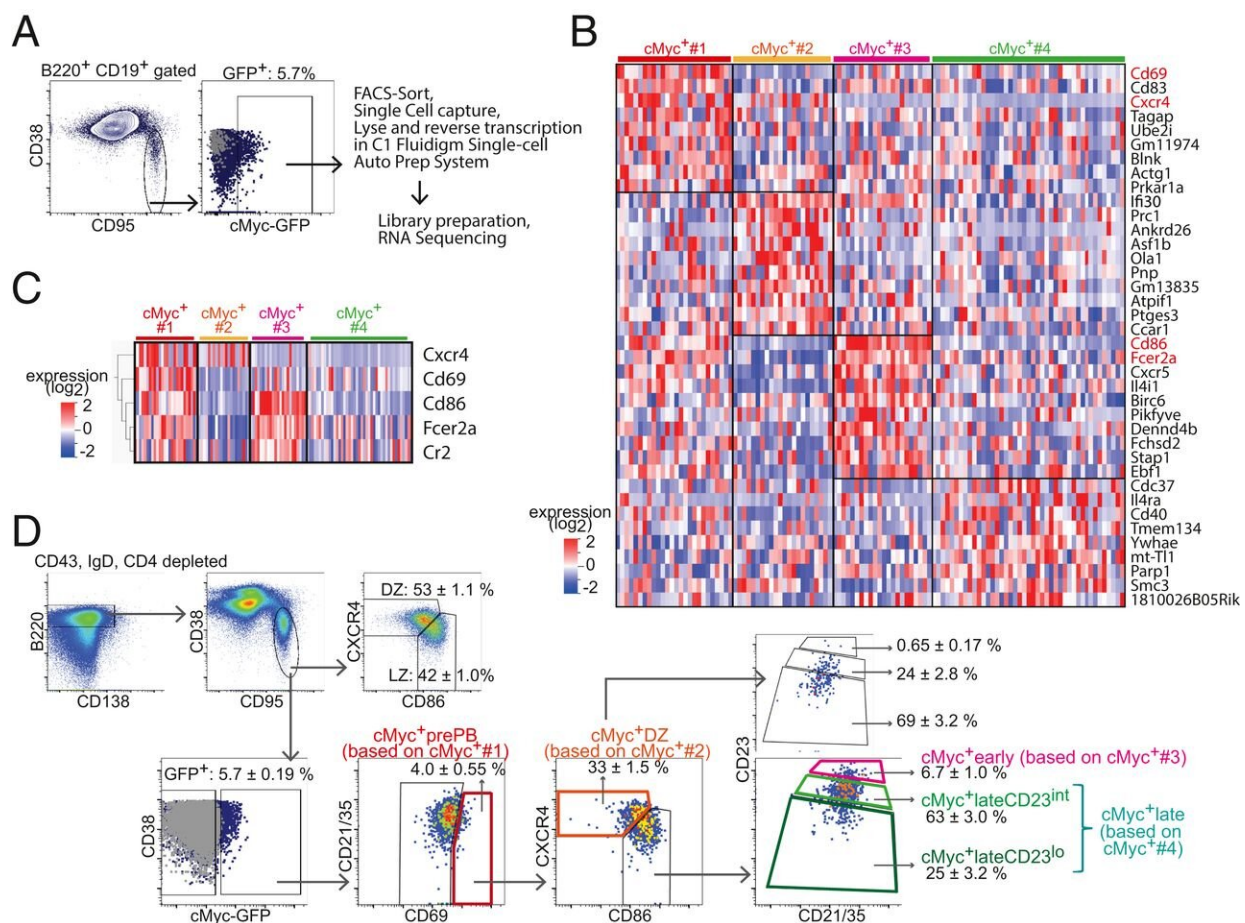 A
B220+ CD19+ gated
GFP+: 5.7%
CD38
CD95
cMyc-GFP
FACS-Sort,
Single Cell capture,
Lyse and reverse transcription
in C1 Fluidigm Single-cell
Auto Prep System
Library preparation,
RNA Sequencing
B
cMyc+#1
cMyc+#2
cMyc+#3
cMyc+#4
Cd69
Cd83
Cxcr4
Tagap
Ube2i
Gm11974
Blnk
Actg1
Prkar1a
Ifi30
Prc1
Ankrd26
Asf1b
Ola1
Pnp
Gm13835
Atpif1
Ptges3
Ccar1
Cd86
Fcer2a
Cxcr5
Il4i1
Birc6
Pikfyve
Dennd4b
Fchsd2
Stap1
Ebf1
Cdc37
Il4ra
Cd40
Tmem134
Ywhae
mt-Tl1
Parp1
Smc3
1810026B05Rik
expression
(log2)
2
0
-2
C
cMyc+
#1
cMyc+
#2
cMyc+
#3
cMyc+
#4
Cxcr4
Cd69
Cd86
Fcer2a
Cr2
expression
(log2)
2
0
-2
D
CD43, IgD, CD4 depleted
B220
CD138
CD38
CD95
DZ: 53 ± 1.1 %
LZ: 42 ± 1.0%
CXCR4
CD86
GFP+: 5.7 ± 0.19 %
CD38
cMyc-GFP
cMyc+prePB
(based on cMyc+#1)
4.0 ± 0.55 %
CD21/35
CD69
cMyc+DZ
(based on cMyc+#2)
33 ± 1.5 %
CXCR4
CD86
0.65 ± 0.17 %
24 ± 2.8 %
69 ± 3.2 %
CD23
cMyc+early (based on cMyc+#3)
6.7 ± 1.0 %
cMyc+lateCD23int
63 ± 3.0 %
cMyc+lateCD23lo
25 ± 3.2 %
cMyc+late
(based on
cMyc+#4)
CD21/35